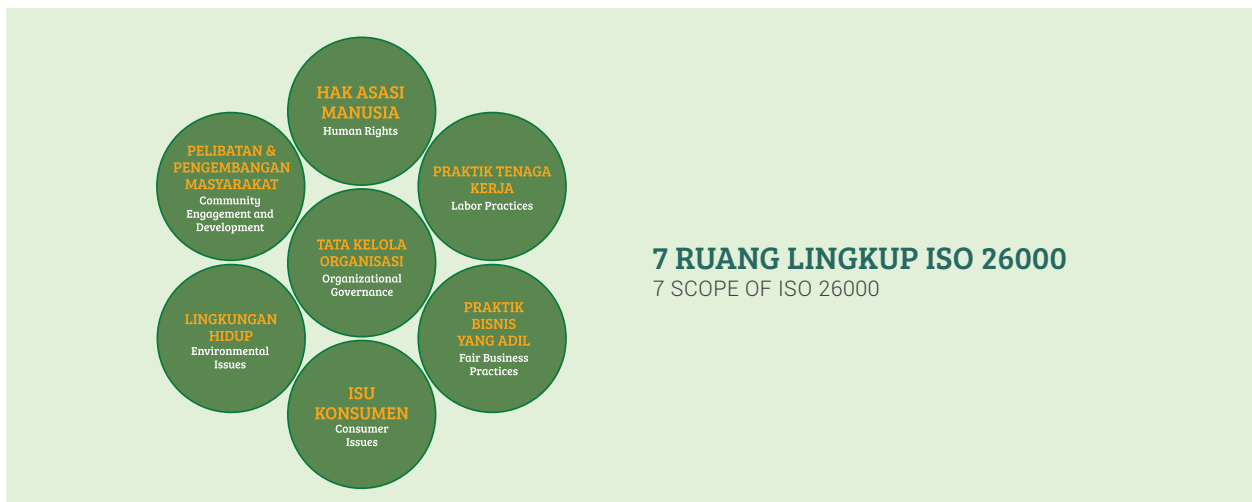 HAK ASASI
MANUSIA
Human Rights
PELIBATAN &
PENGEMBANGAN
MASYARAKAT
Community
Engagement and
Development
PRAKTIK TENAGA
KERJA
Labor Practices
TATA KELOLA
ORGANISASI
Organizational
Governance
LINGKUNGAN
HIDUP
Environmental
Issues
PRAKTIK
BISNIS
YANG ADIL
Fair Business
Practices
ISU
KONSUMEN
Consumer
Issues
7 RUANG LINGKUP ISO 26000
7 SCOPE OF ISO 26000